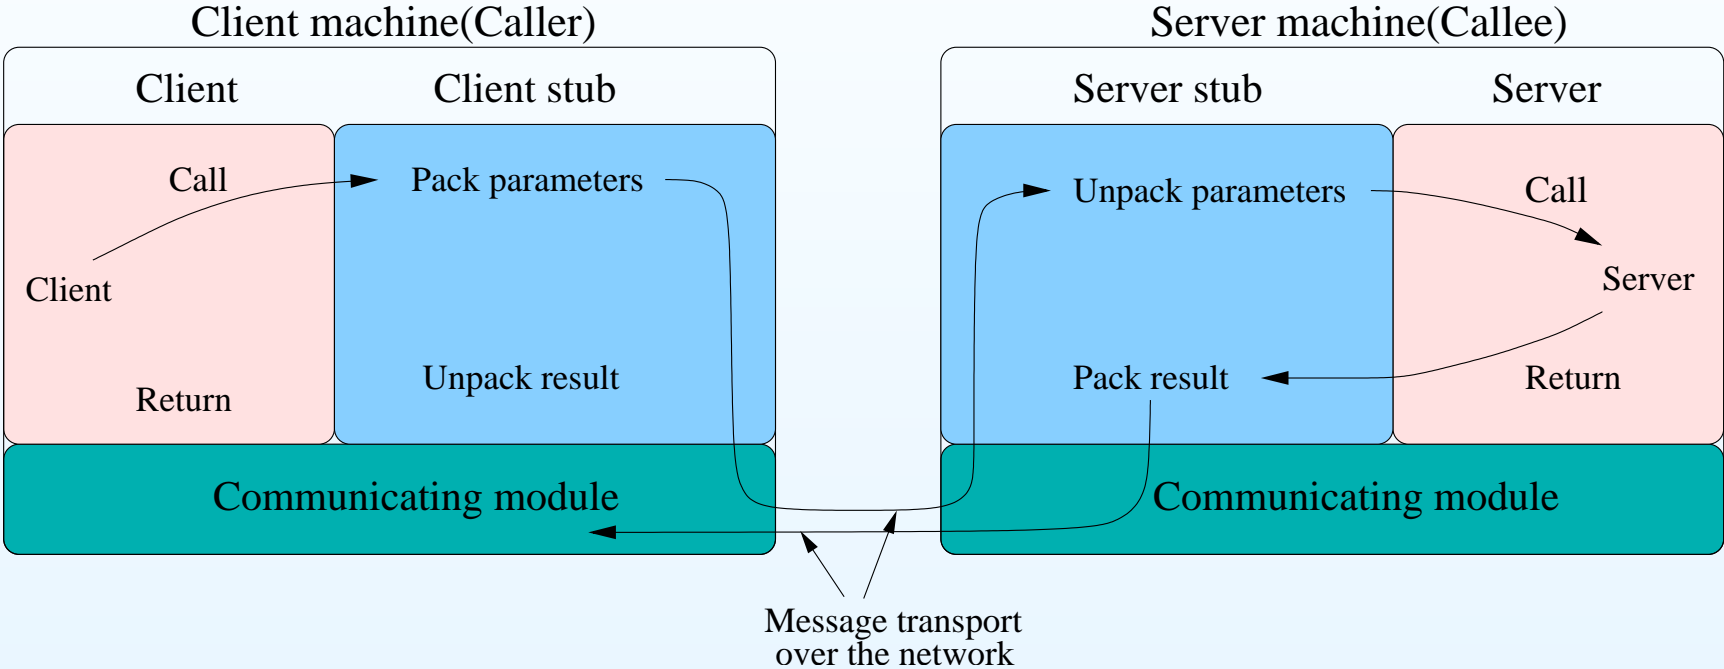 Client machine(Caller)
Server machine(Callee)
Client
Client stub
Server stub
Server
Call
Pack parameters
Unpack parameters
Call
Client
Server
Return
Unpack result
Pack result
Return
Communicating module
Communicating module
Message transport
over the network